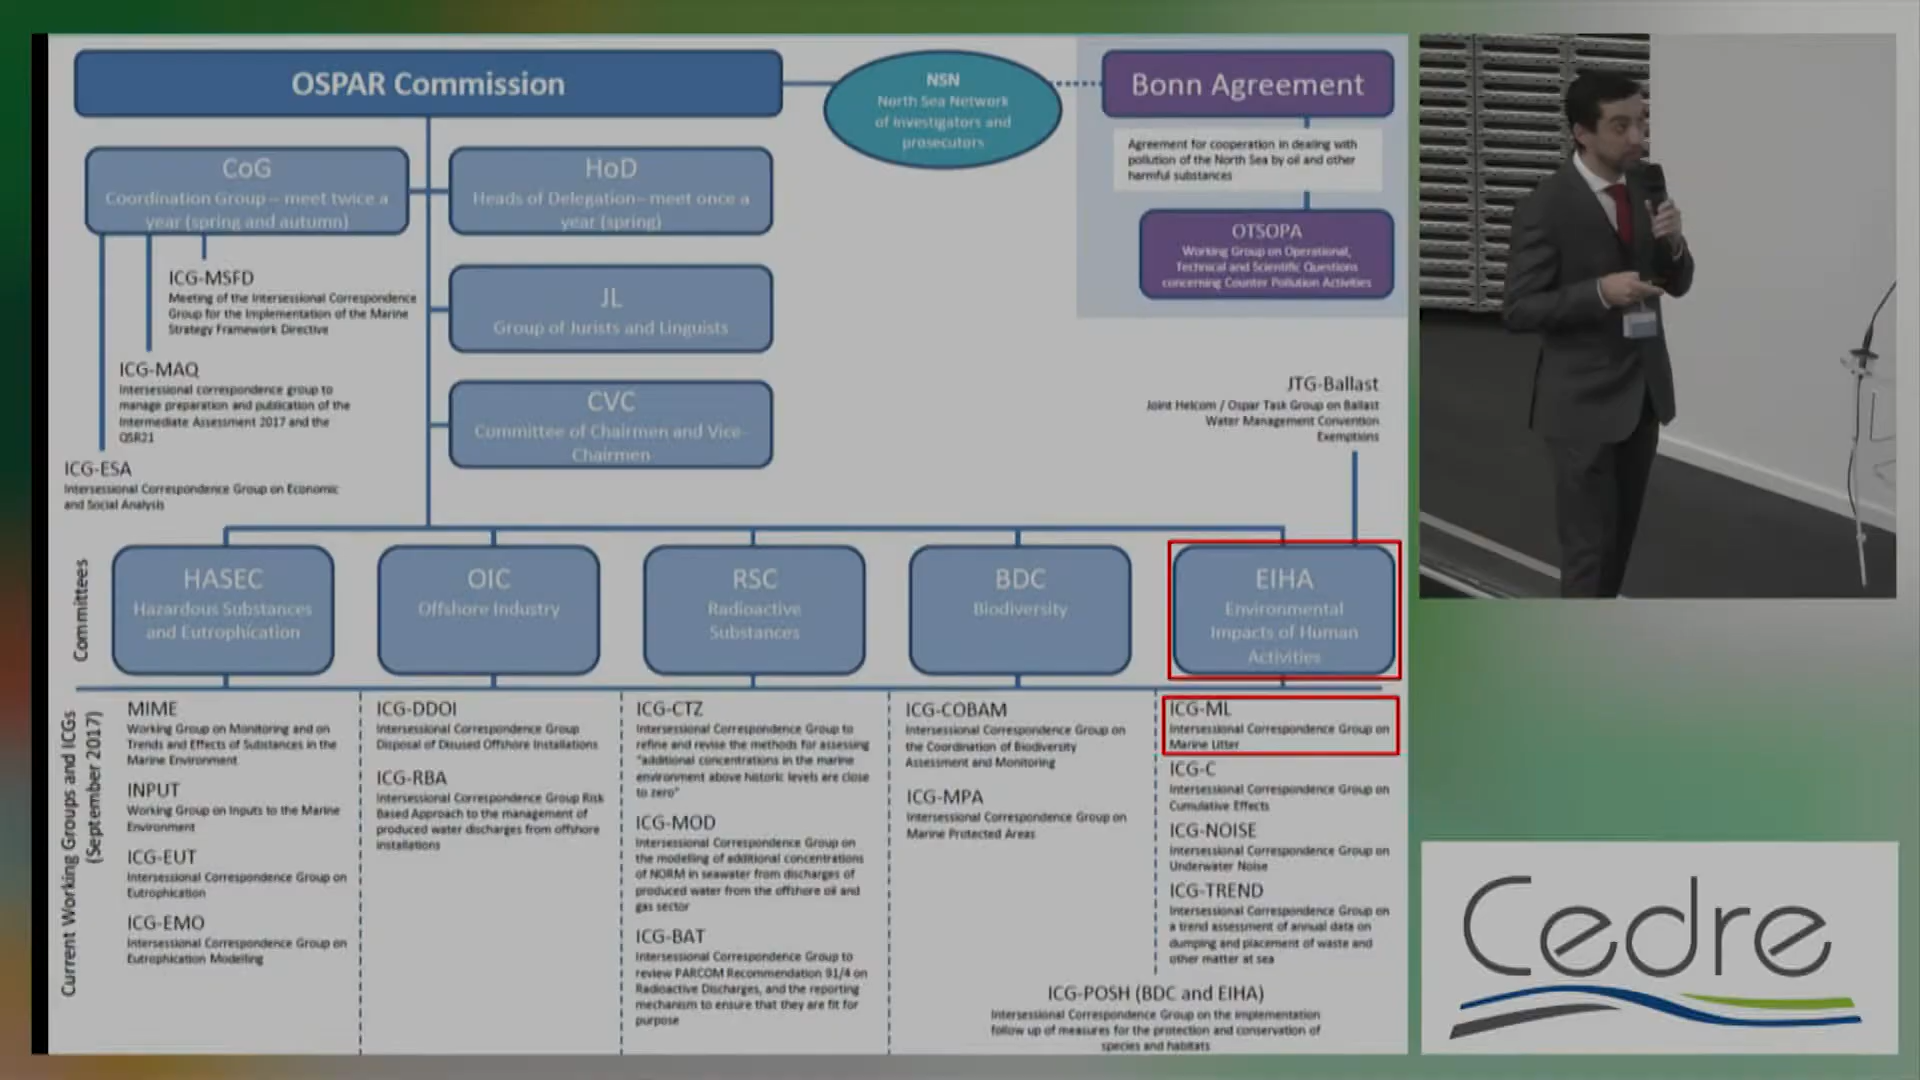 OSPAR Commission
NSN
North Sea Network
of investigators and
prosecutors
Bonn Agreement
Agreement for cooperation in dealing with
pollution of the North Sea by oil and other
harmful substances
OTSOPA
Working Group on Operational,
Technical and Scientific Questions
concerning Counter Pollution Activities
CoG
Coordination Group – meet twice a
year (spring and autumn)
HoD
Heads of Delegation– meet once a
year (spring)
JL
Group of Jurists and Linguists
CVC
Committee of Chairmen and Vice-
Chairmen
ICG-MSFD
Meeting of the Intersessional Correspondence
Group for the Implementation of the Marine
Strategy Framework Directive
ICG-MAQ
Intersessional correspondence group to
manage preparation and publication of the
Intermediate Assessment 2017 and the
QSR21
ICG-ESA
Intersessional Correspondence Group on Economic
and Social Analysis
JTG-Ballast
Joint Helcom / Ospar Task Group on Ballast
Water Management Convention
Exemptions
Committees
HASEC
Hazardous Substances
and Eutrophication
OIC
Offshore Industry
RSC
Radioactive
Substances
BDC
Biodiversity
EIHA
Environmental
Impacts of Human
Activities
Current Working Groups and ICGs
(September 2017)
MIME
Working Group on Monitoring and on
Trends and Effects of Substances in the
Marine Environment
INPUT
Working Group on Inputs to the Marine
Environment
ICG-EUT
Intersessional Correspondence Group on
Eutrophication
ICG-EMO
Intersessional Correspondence Group on
Eutrophication Modelling
ICG-DDOI
Intersessional Correspondence Group
Disposal of Disused Offshore Installations
ICG-RBA
Intersessional Correspondence Group Risk
Based Approach to the management of
produced water discharges from offshore
installations
ICG-CTZ
Intersessional Correspondence Group to
refine and revise the methods for assessing
"additional concentrations in the marine
environment above historic levels are close
to zero"
ICG-MOD
Intersessional Correspondence Group on
the modelling of additional concentrations
of NORM in seawater from discharges of
produced water from the offshore oil and
gas sector
ICG-BAT
Intersessional Correspondence Group to
review PARCOM Recommendation 91/4 on
Radioactive Discharges, and the reporting
mechanism to ensure that they are fit for
purpose
ICG-COBAM
Intersessional Correspondence Group on
the Coordination of Biodiversity
Assessment and Monitoring
ICG-MPA
Intersessional Correspondence Group on
Marine Protected Areas
ICG-ML
Intersessional Correspondence Group on
Marine Litter
ICG-C
Intersessional Correspondence Group on
Cumulative Effects
ICG-NOISE
Intersessional Correspondence Group on
Underwater Noise
ICG-TREND
Intersessional Correspondence Group on
a trend assessment of annual data on
dumping and placement of waste and
other matter at sea
ICG-POSH (BDC and EIHA)
Intersessional Correspondence Group on the implementation
follow up of measures for the protection and conservation of
species and habitats
Cedre